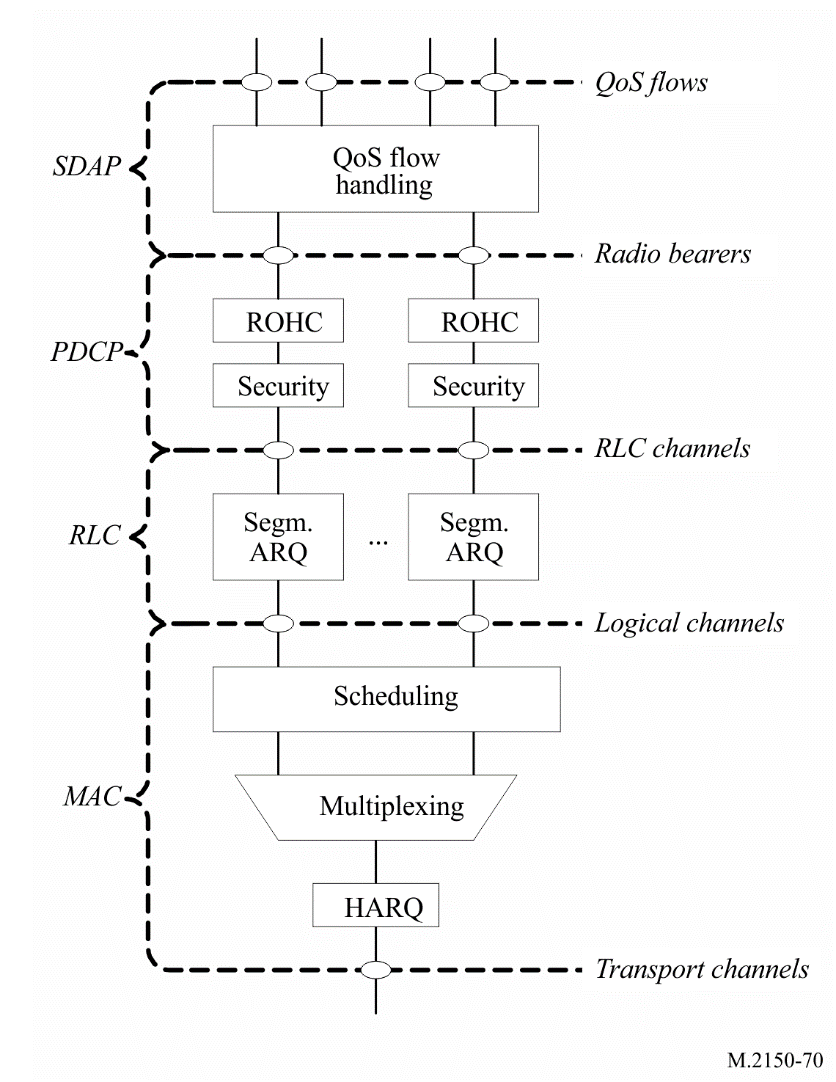 QoS flows
SDAP
QoS flow
handling
Radio bearers
ROHC
ROHC
PDCP
Security
Security
RLC channels
RLC
Segm.
ARQ
...
Segm.
ARQ
Logical channels
Scheduling
MAC
Multiplexing
HARQ
Transport channels
M.2150-70